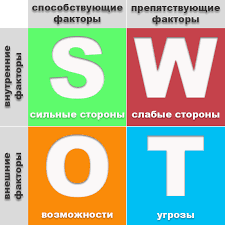 способствующие
факторы
препятствующие
факторы
внутренние
факторы
S
W
сильные стороны
слабые стороны
внешние
факторы
O
T
возможности
угрозы